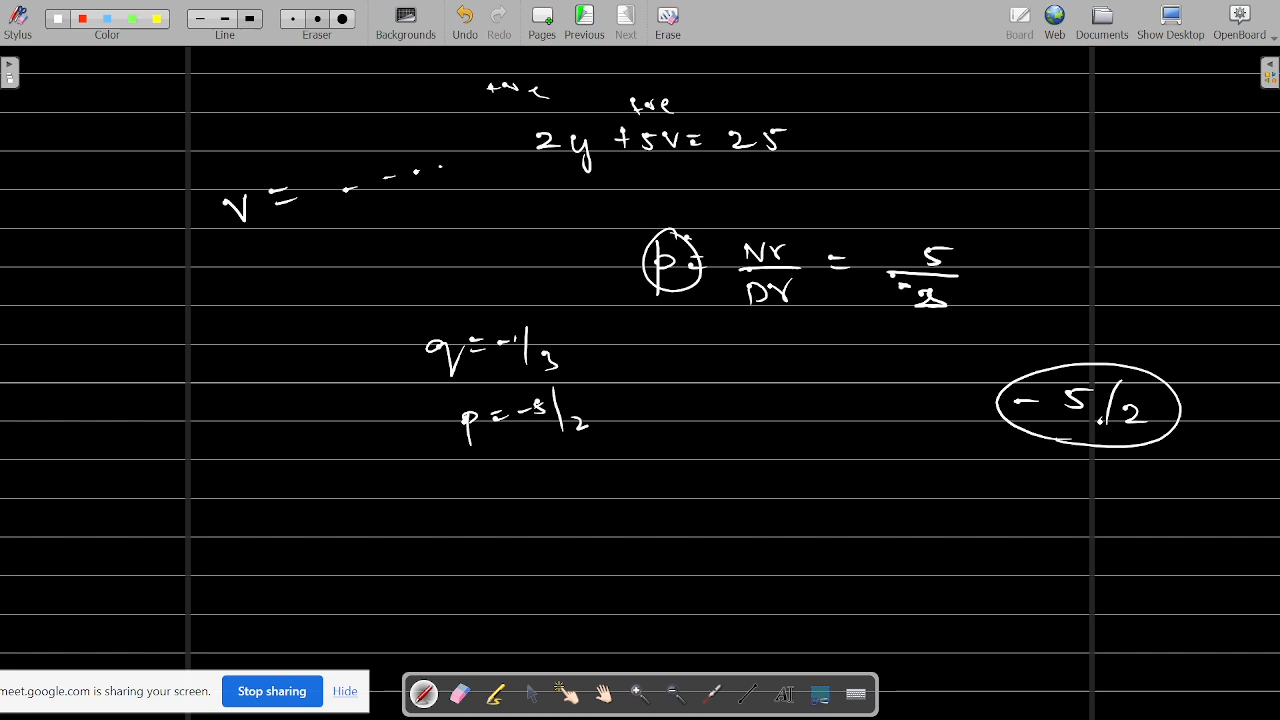 Stylus Color Line Eraser Backgrounds Undo Redo Pages Previous Next Erase Board Web Documents Show Desktop OpenBoard
+ve
+ve
2y + 5v = 25
v = - - . .
p = Nr/Dr = 5/-2
q = -1/3
- 5/2
p = -5/2
meet.google.com is sharing your screen. Stop sharing Hide